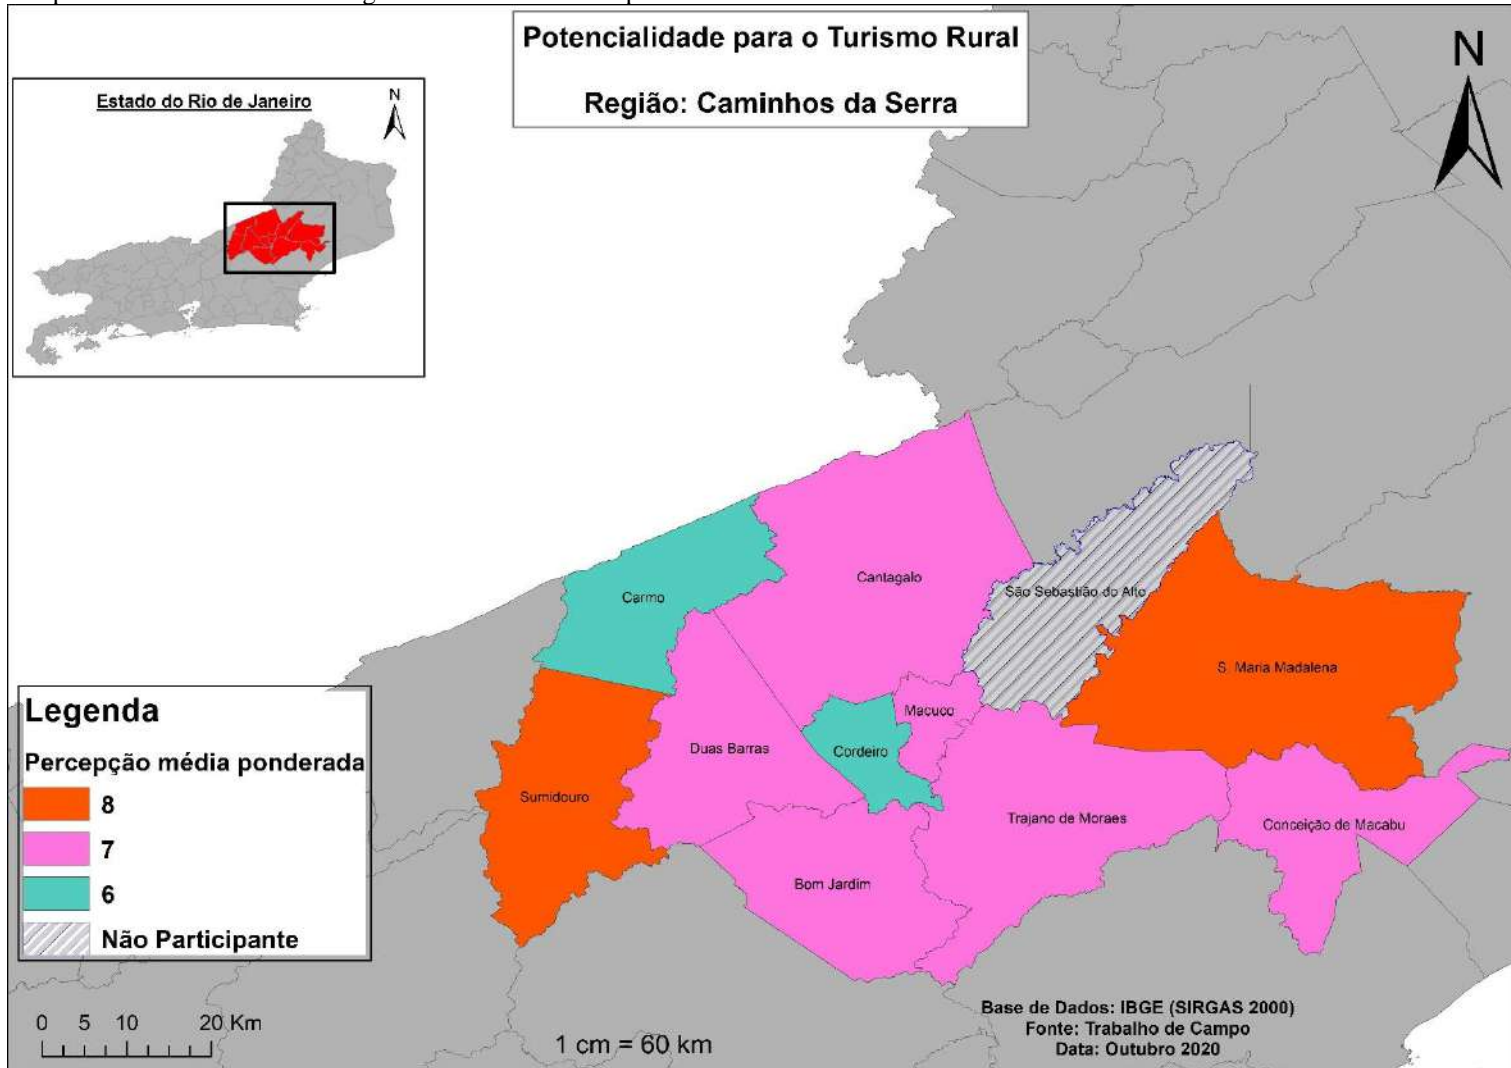 Potencialidade para o Turismo Rural
Região: Caminhos da Serra
Estado do Rio de Janeiro
N
N
Carmo
Cantagalo
São Sebastião do Alto
S. Maria Madalena
Macuco
Duas Barras
Cordeiro
Sumidouro
Trajano de Moraes
Conceição de Macabu
Bom Jardim
Legenda
Percepção média ponderada
8
7
6
Não Participante
0 5 10 20 Km
1 cm = 60 km
Base de Dados: IBGE (SIRGAS 2000)
Fonte: Trabalho de Campo
Data: Outubro 2020